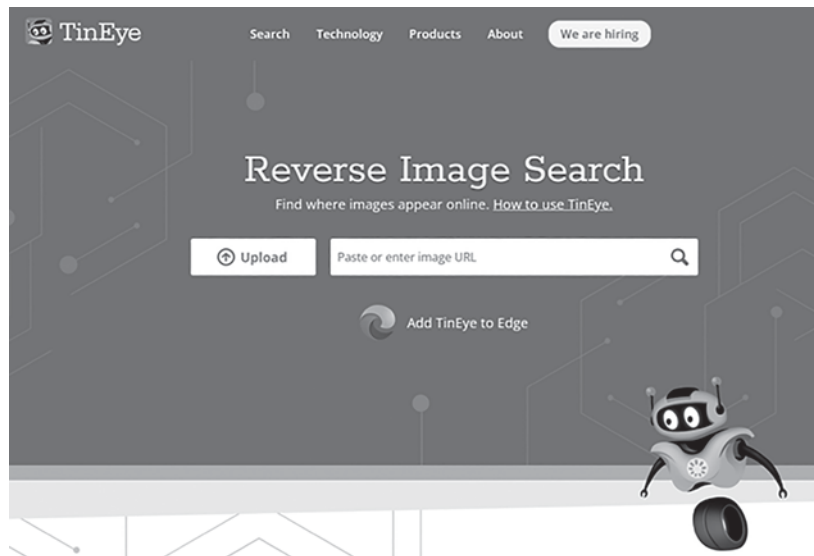 TinEye
Search Technology Products About We are hiring
Reverse Image Search
Find where images appear online. How to use TinEye.
Upload Paste or enter image URL
Add TinEye to Edge